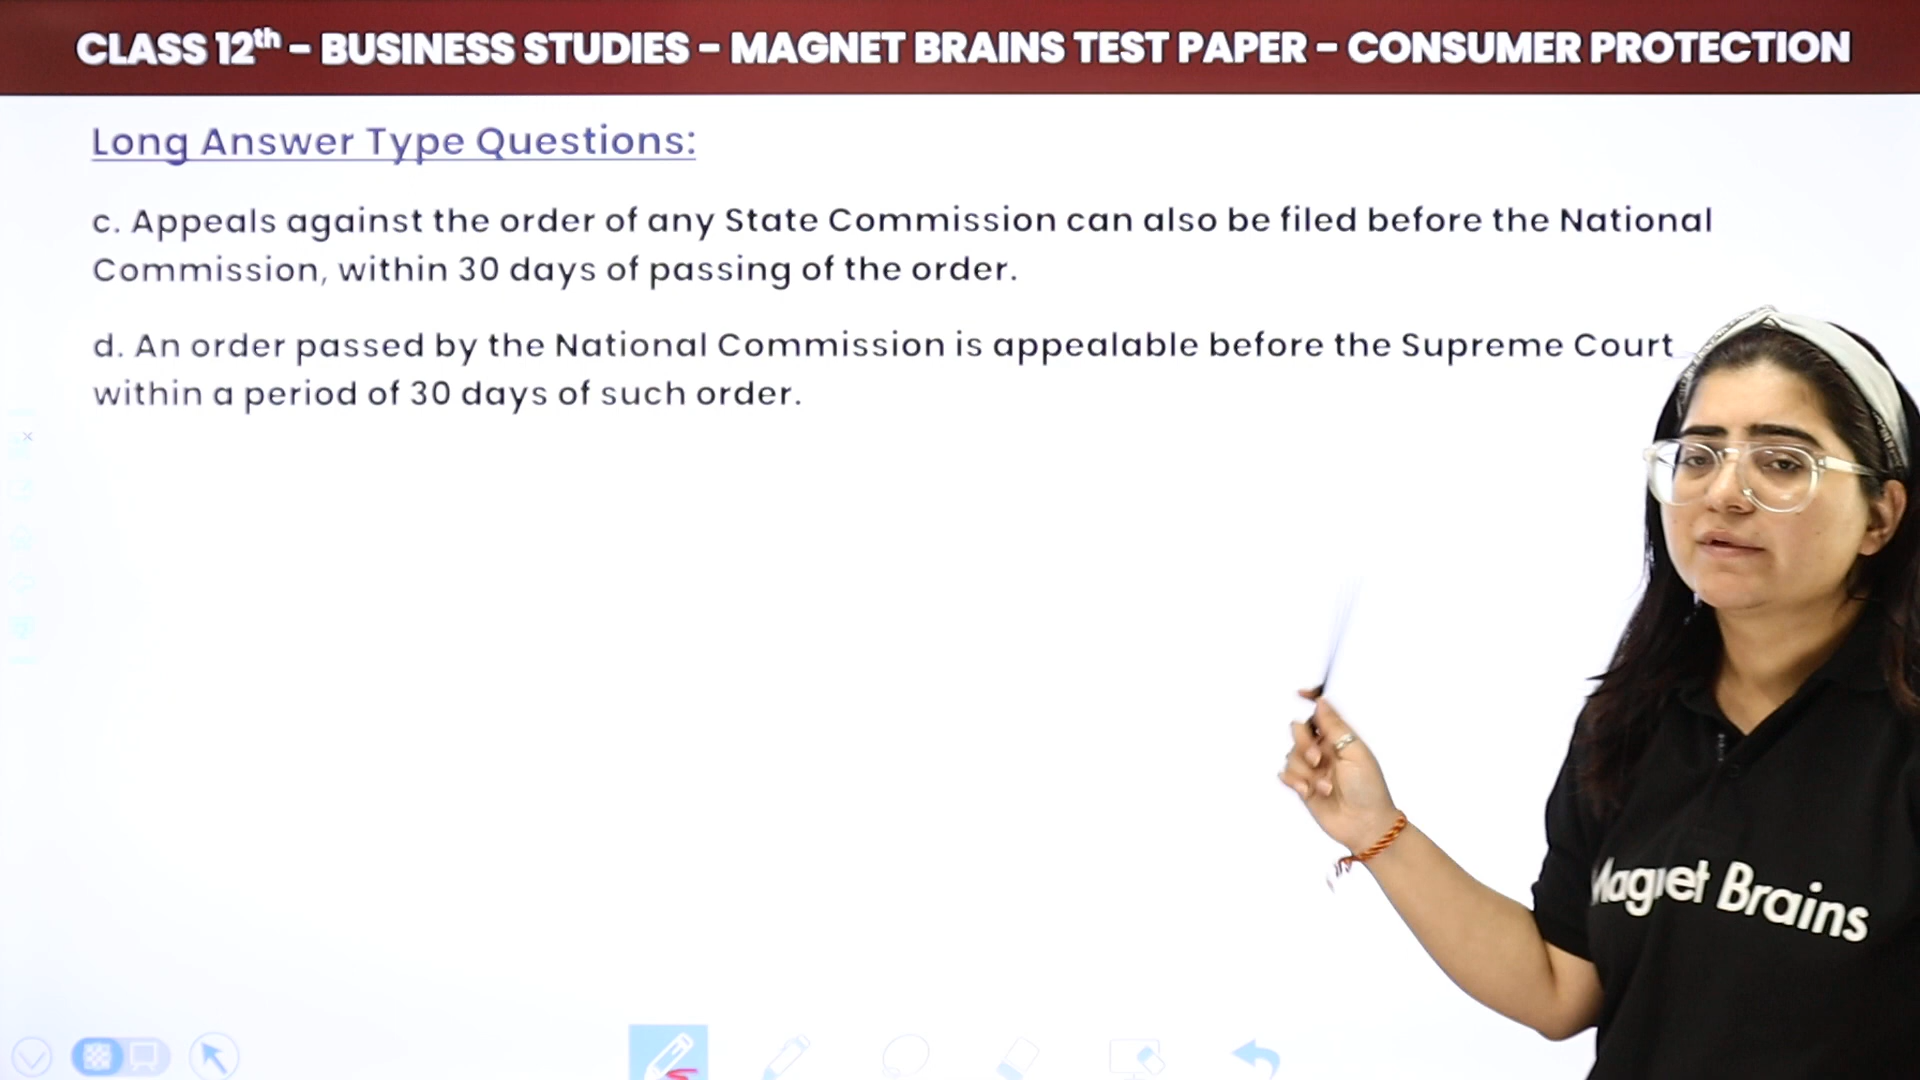 CLASS 12th – BUSINESS STUDIES – MAGNET BRAINS TEST PAPER – CONSUMER PROTECTION
Long Answer Type Questions:
c. Appeals against the order of any State Commission can also be filed before the National
Commission, within 30 days of passing of the order.
d. An order passed by the National Commission is appealable before the Supreme Court
within a period of 30 days of such order.
Magnet Brains